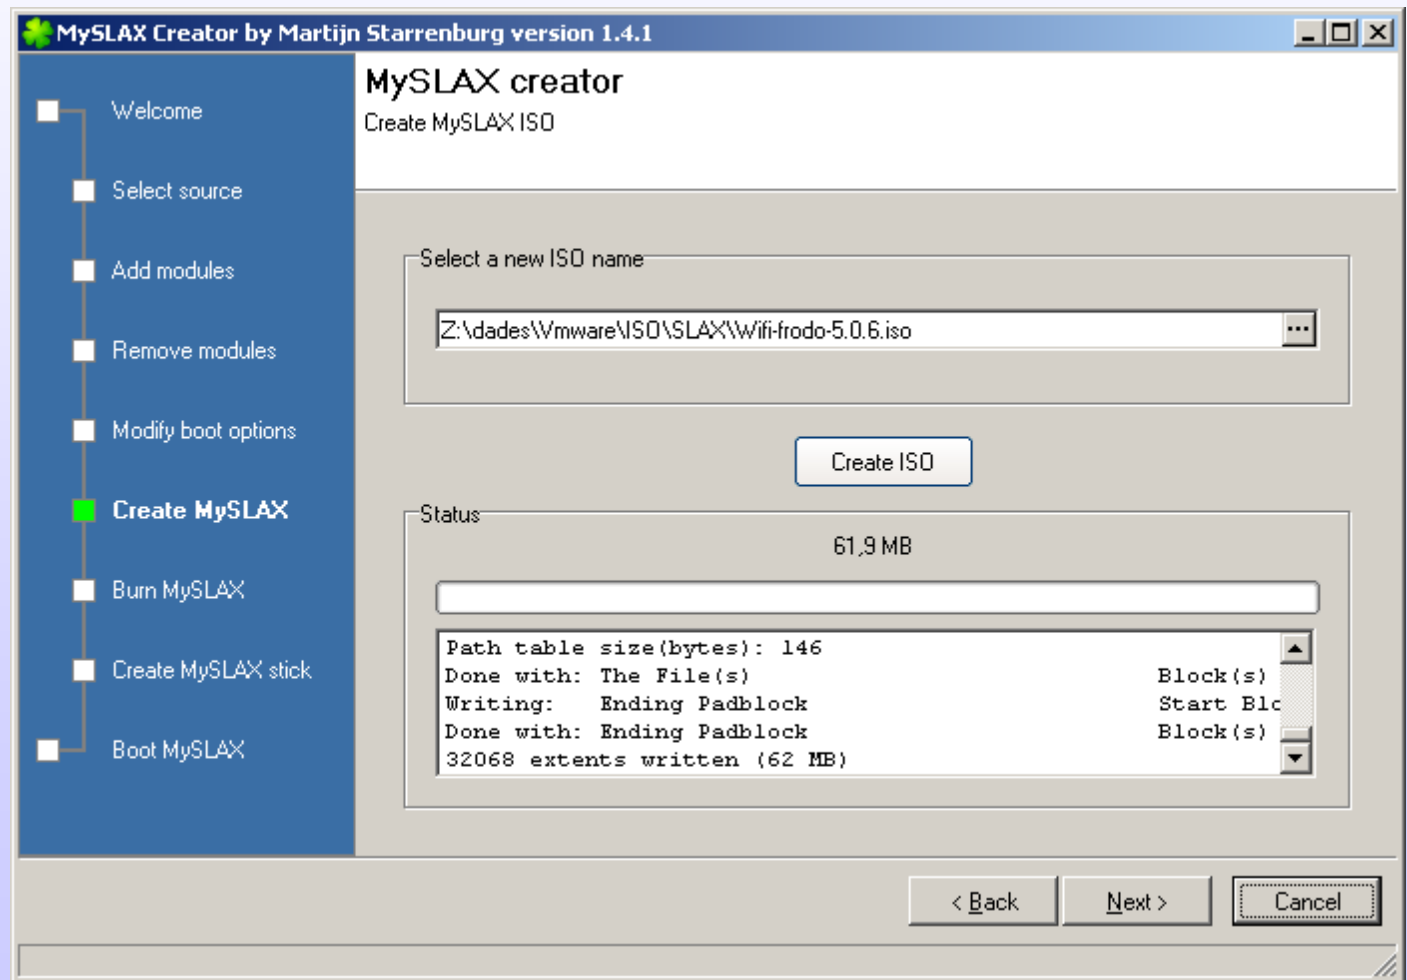 MySLAX Creator by Martijn Starrenburg version 1.4.1
Welcome
Select source
Add modules
Remove modules
Modify boot options
Create MySLAX
Burn MySLAX
Create MySLAX stick
Boot MySLAX
MySLAX creator
Create MySLAX ISO
Select a new ISO name
Z:\dades\Vmware\ISO\SLAX\Wifi-frodo-5.0.6.iso
...
Create ISO
Status
61,9 MB
Path table size(bytes): 146
Done with: The File(s) Block(s)
Writing: Ending Padblock Start Blo
Done with: Ending Padblock Block(s)
32068 extents written (62 MB)
< Back
Next >
Cancel